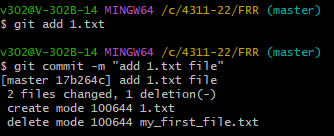 v302@V-302B-14 MINGW64 /c/4311-22/FRR (master)
$ git add 1.txt
v302@V-302B-14 MINGW64 /c/4311-22/FRR (master)
$ git commit -m "add 1.txt file"
[master 17b264c] add 1.txt file
2 files changed, 1 deletion(-)
create mode 100644 1.txt
delete mode 100644 my_first_file.txt